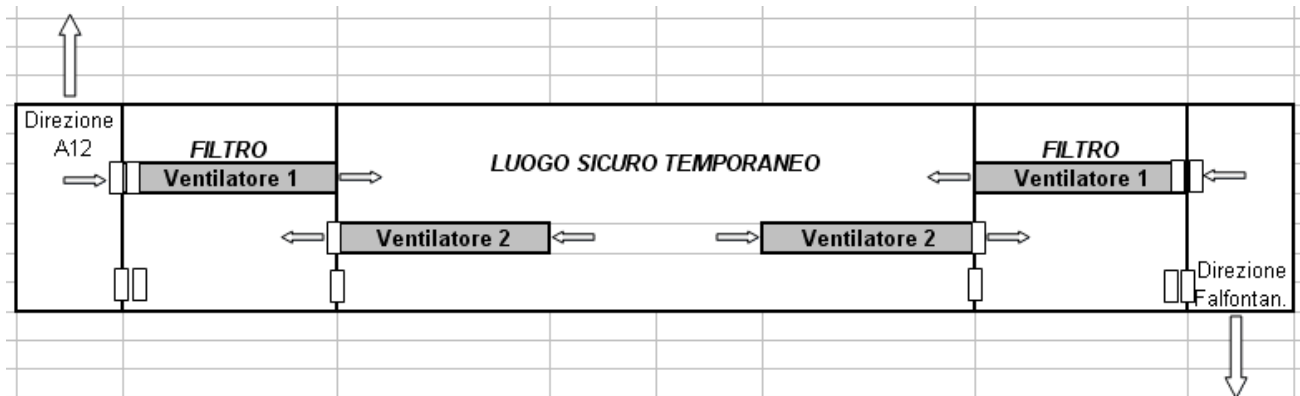 Direzione
A12
FILTRO
Ventilatore 1
LUOGO SICURO TEMPORANEO
FILTRO
Ventilatore 1
Ventilatore 2
Ventilatore 2
Direzione
Falfontan.